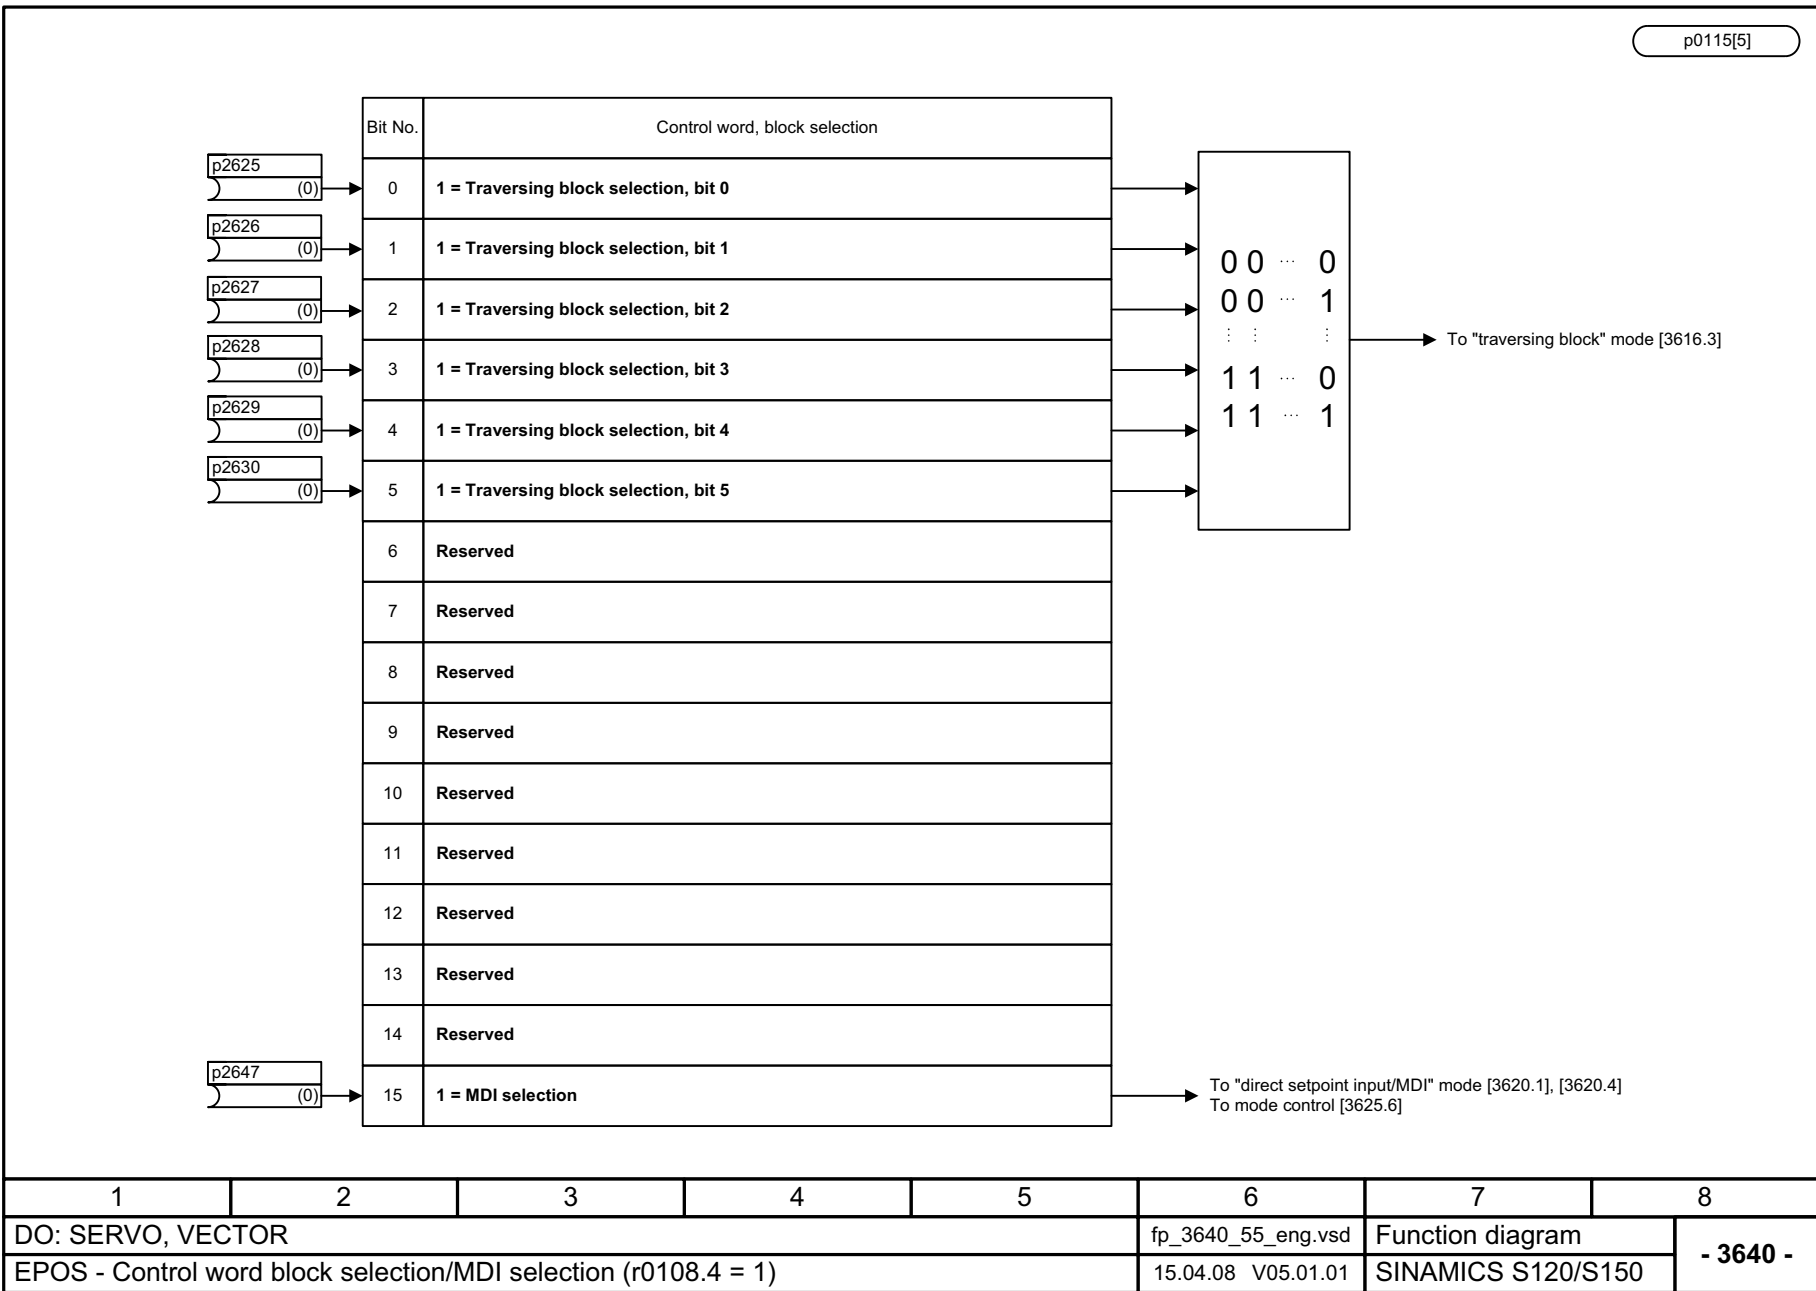 p0115[5]
Bit No. Control word, block selection
p2625
(0) 0 1 = Traversing block selection, bit 0
p2626
(0) 1 1 = Traversing block selection, bit 1
p2627
(0) 2 1 = Traversing block selection, bit 2
p2628
(0) 3 1 = Traversing block selection, bit 3
p2629
(0) 4 1 = Traversing block selection, bit 4
p2630
(0) 5 1 = Traversing block selection, bit 5
0 0 ... 0
0 0 ... 1
⋮ ⋮ ⋮
1 1 ... 0
1 1 ... 1
To "traversing block" mode [3616.3]
6 Reserved
7 Reserved
8 Reserved
9 Reserved
10 Reserved
11 Reserved
12 Reserved
13 Reserved
14 Reserved
p2647
(0) 15 1 = MDI selection
To "direct setpoint input/MDI" mode [3620.1], [3620.4]
To mode control [3625.6]
1 2 3 4 5 6 7 8
DO: SERVO, VECTOR fp_3640_55_eng.vsd Function diagram
- 3640 -
EPOS - Control word block selection/MDI selection (r0108.4 = 1) 15.04.08 V05.01.01 SINAMICS S120/S150